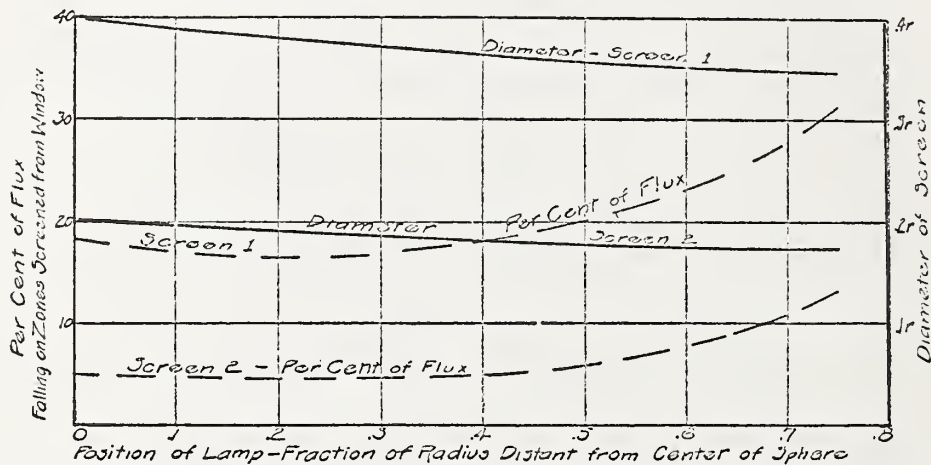 40
30
20
10
Per Cent of Flux
Falling on Zones Screened from Window
.4r
.3r
.2r
.1r
Diameter of Screen
Diameter - Screen 1
Per Cent of Flux
Diameter
Screen 2
Screen 1
Screen 2 - Per Cent of Flux
0 .1 .2 .3 .4 .5 .6 .7 .8
Position of Lamp-Fraction of Radius Distant from Center of Sphere